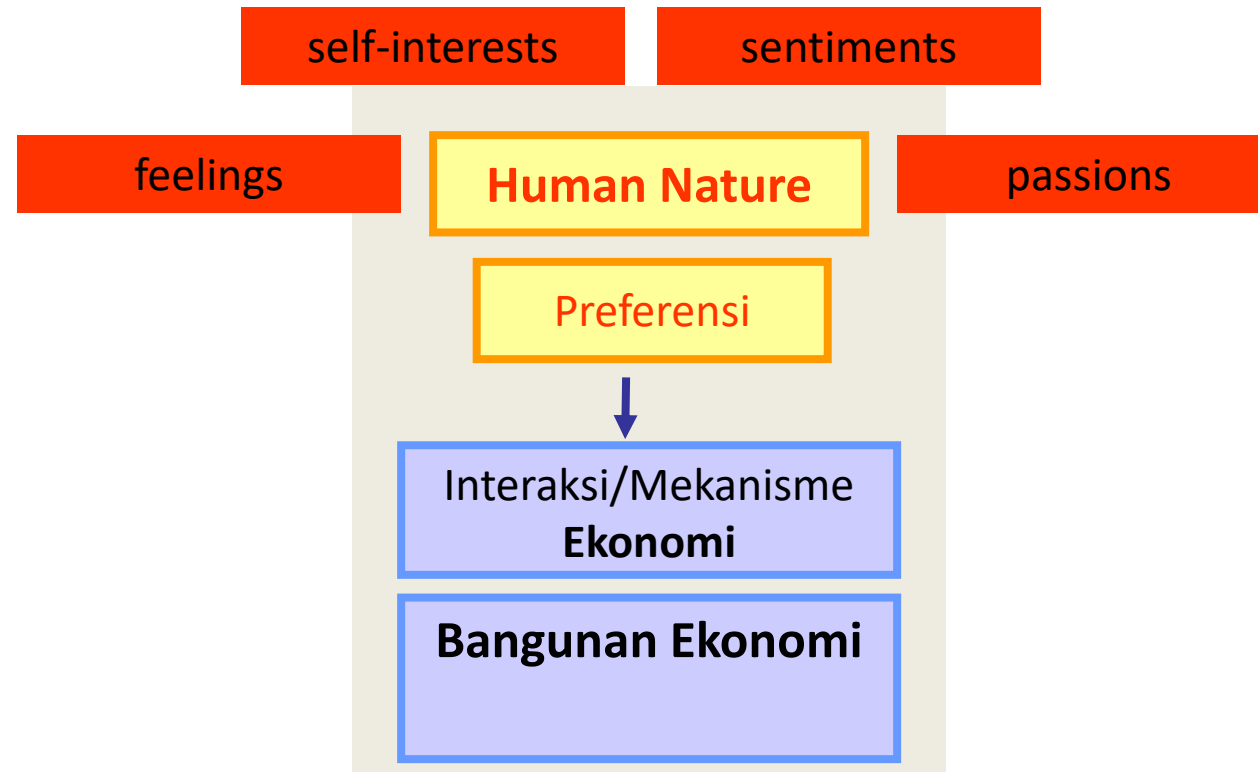 self-interests
sentiments
feelings
Human Nature
passions
Preferensi
Interaksi/Mekanisme
Ekonomi
Bangunan Ekonomi